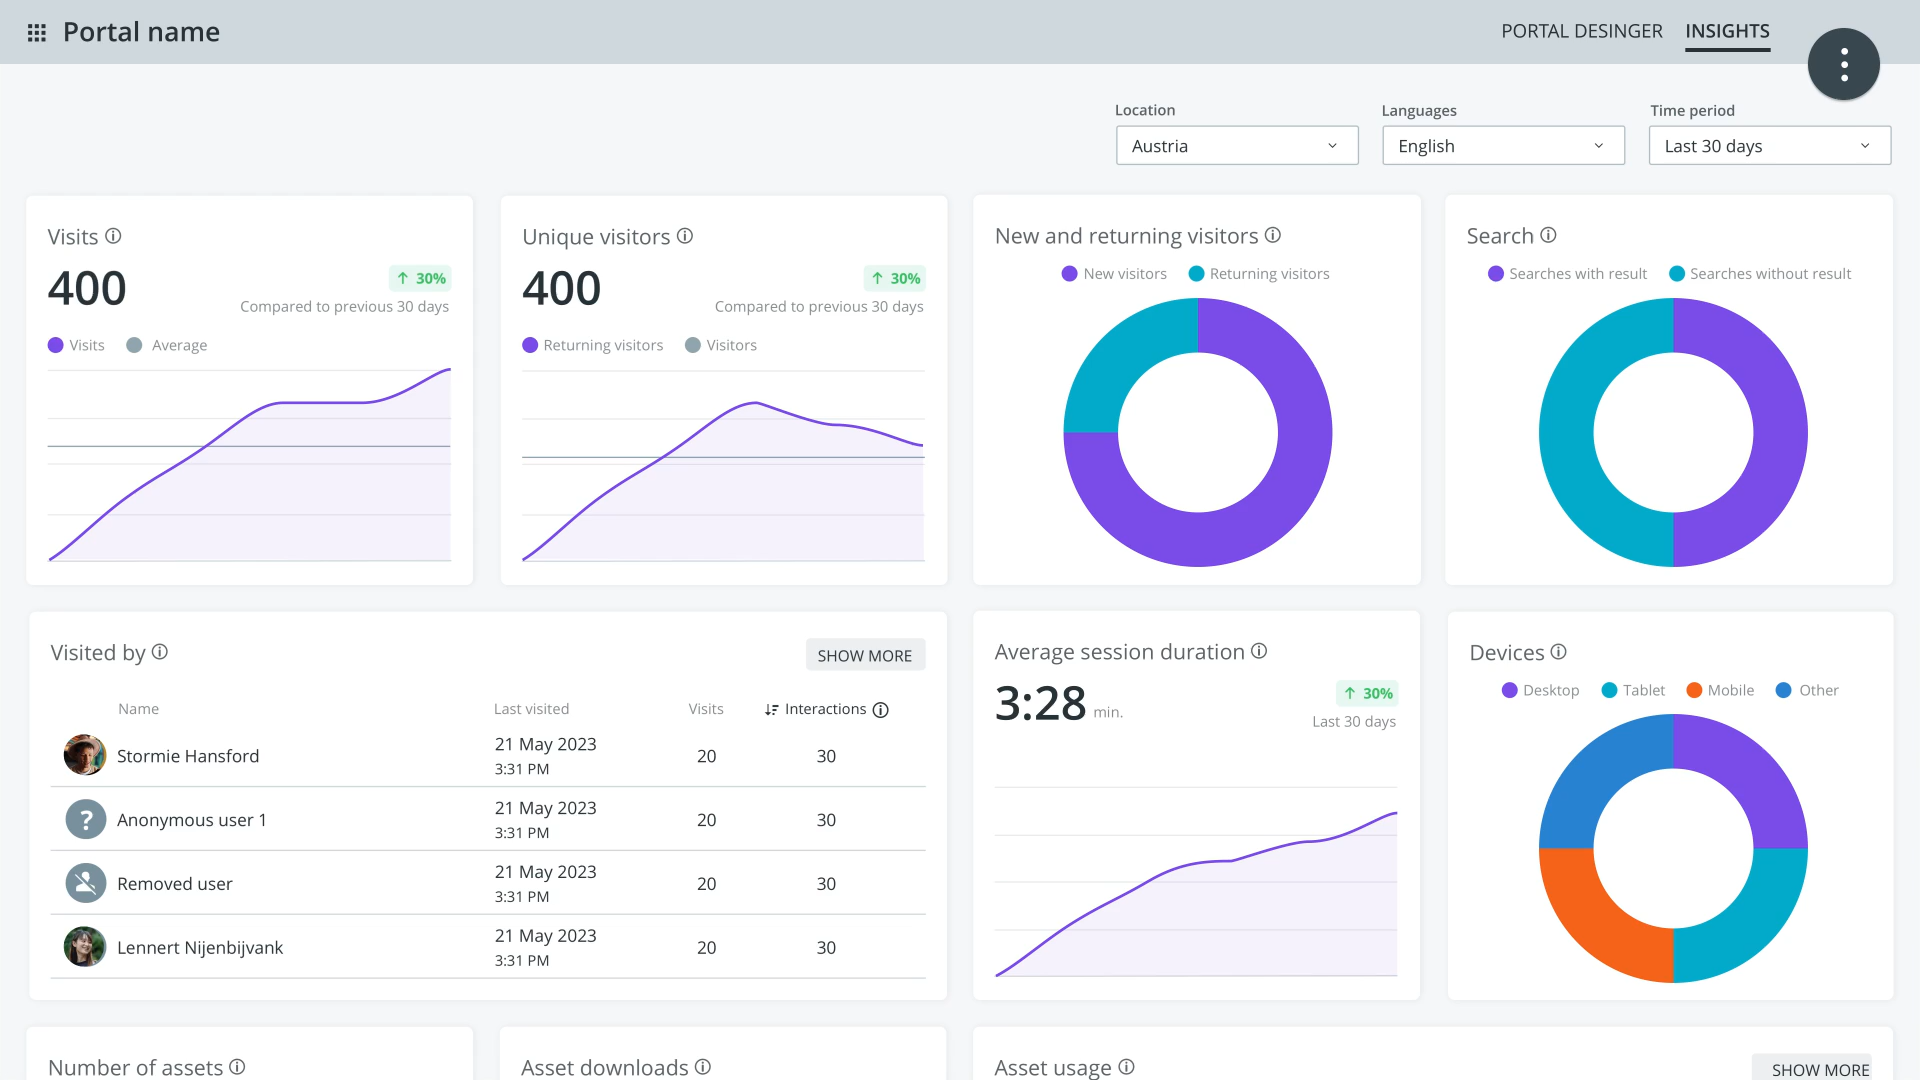 Portal name
PORTAL DESINGER
INSIGHTS
Location
Languages
Time period
Austria
English
Last 30 days
Visits
400
30%
Compared to previous 30 days
Visits
Average
Unique visitors
400
30%
Compared to previous 30 days
Returning visitors
Visitors
New and returning visitors
New visitors
Returning visitors
Search
Searches with result
Searches without result
Visited by
SHOW MORE
Name
Last visited
Visits
Interactions
Stormie Hansford
21 May 2023
3:31 PM
20
30
?
Anonymous user 1
21 May 2023
3:31 PM
20
30
Removed user
21 May 2023
3:31 PM
20
30
Lennert Nijenbijvank
21 May 2023
3:31 PM
20
30
Average session duration
3:28 min.
30%
Last 30 days
Devices
Desktop
Tablet
Mobile
Other
Number of assets
Asset downloads
Asset usage
SHOW MORE